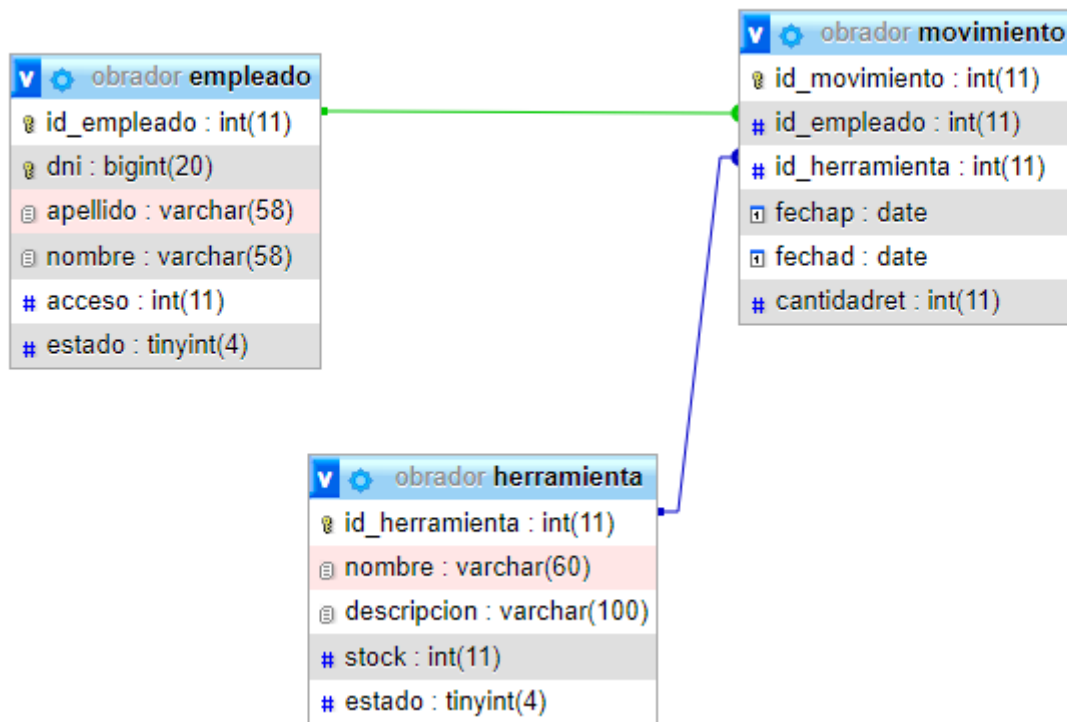 obrador empleado
id_empleado : int(11)
dni : bigint(20)
apellido : varchar(58)
nombre : varchar(58)
# acceso : int(11)
# estado : tinyint(4)
obrador movimiento
id_movimiento : int(11)
# id_empleado : int(11)
# id_herramienta : int(11)
fechap : date
fechad : date
# cantidadret : int(11)
obrador herramienta
id_herramienta : int(11)
nombre : varchar(60)
descripcion : varchar(100)
# stock : int(11)
# estado : tinyint(4)